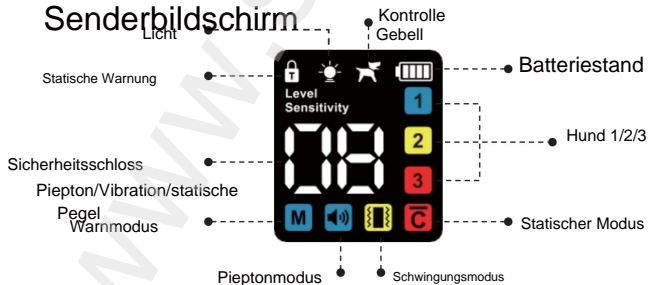 Senderbildschirm
Licht
Kontrolle
Gebell
Statische Warnung
Batteriestand
T
Level
Sensitivity
1
08
2
Hund 1/2/3
Sicherheitsschloss
3
Piepton/Vibration/statische
Pegel
Warnmodus
M
C
Statischer Modus
Pieptonmodus
Schwingungsmodus